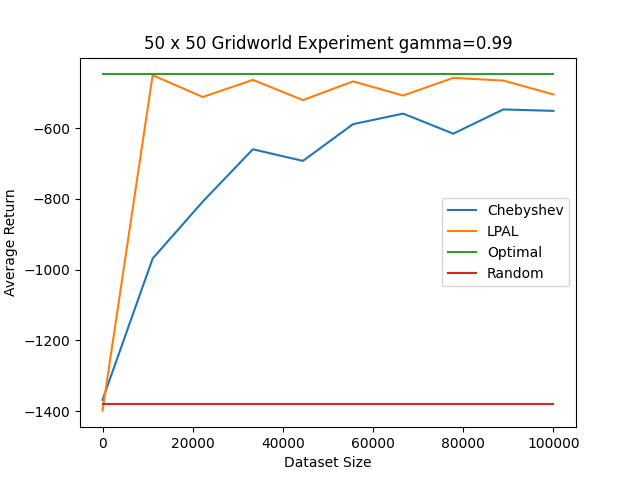 50 x 50 Gridworld Experiment gamma=0.99
Average Return
−600
−800
−1000
−1200
−1400
Chebyshev
LPAL
Optimal
Random
0
20000
40000
60000
80000
100000
Dataset Size